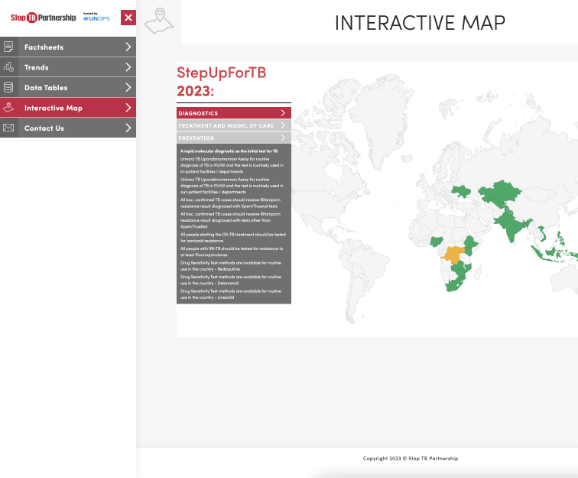 Stop TB Partnership
hosted by
UNOPS
Factsheets
Trends
Data Tables
Interactive Map
Contact Us
INTERACTIVE MAP
StepUpForTB
2023:
DIAGNOSTICS
TREATMENT AND MODEL OF CARE
PREVENTION
A rapid molecular diagnostic as the initial test for TB
Urinary TB Lipoarabinomannan Assay for routine
diagnosis of TB in PLHIV and the test is routinely used in
in-patient facilities / departments
Urinary TB Lipoarabinomannan Assay for routine
diagnosis of TB in PLHIV and the test is routinely used in
out-patient facilities / departments
All bac. confirmed TB cases should receive Rifampicin
resistance result diagnosed with Xpert/TrueNat tests
All bac. confirmed TB cases should receive Rifampicin
resistance result diagnosed with tests other than
Xpert/TrueNat
All people starting the DS-TB treatment should be tested
for isoniazid resistance
All people with RR-TB should be tested for resistance to
at least fluoroquinolones
Drug Sensitivity Test methods are available for routine
use in the country - Bedaquiline
Drug Sensitivity Test methods are available for routine
use in the country - Delamanid
Drug Sensitivity Test methods are available for routine
use in the country - Linezolid
Copyright 2023 © Stop TB Partnership